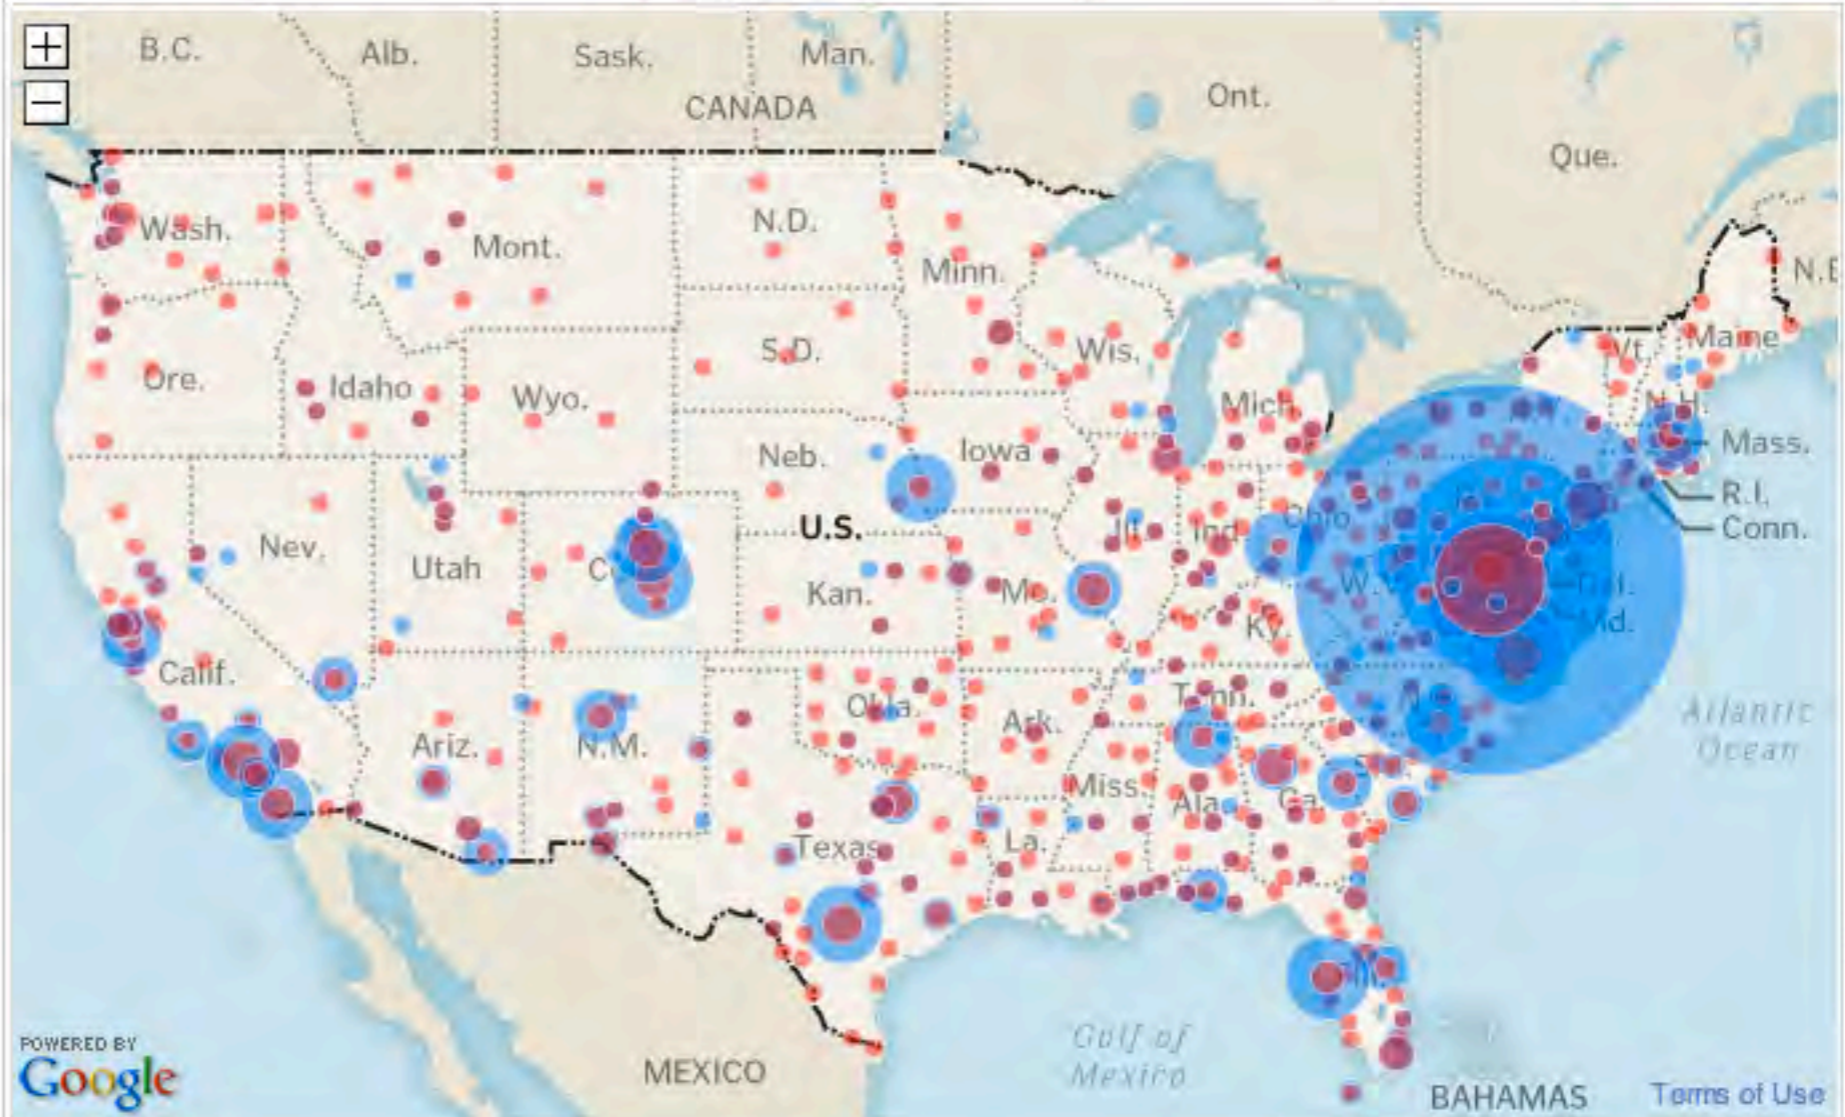 +
B.C.
Alb.
Sask.
Man.
−
CANADA
Ont.
Que.
Wash.
Mont.
N.D.
Minn.
Ore.
Idaho
Wyo.
S.D.
Wis.
Mich.
Vt.
Maine
N.H.
Mass.
R.I.
Conn.
Neb.
Iowa
U.S.
Ill.
Ind.
Ohio
Nev.
Utah
Kan.
Mo.
Ky.
W.V.
Del.
Md.
Calif.
Ariz.
N.M.
Okla.
Ark.
Tenn.
Miss.
Ala.
Ga.
Texas
La.
Atlantic
Ocean
Gulf of
Mexico
MEXICO
BAHAMAS
POWERED BY
Google
Terms of Use